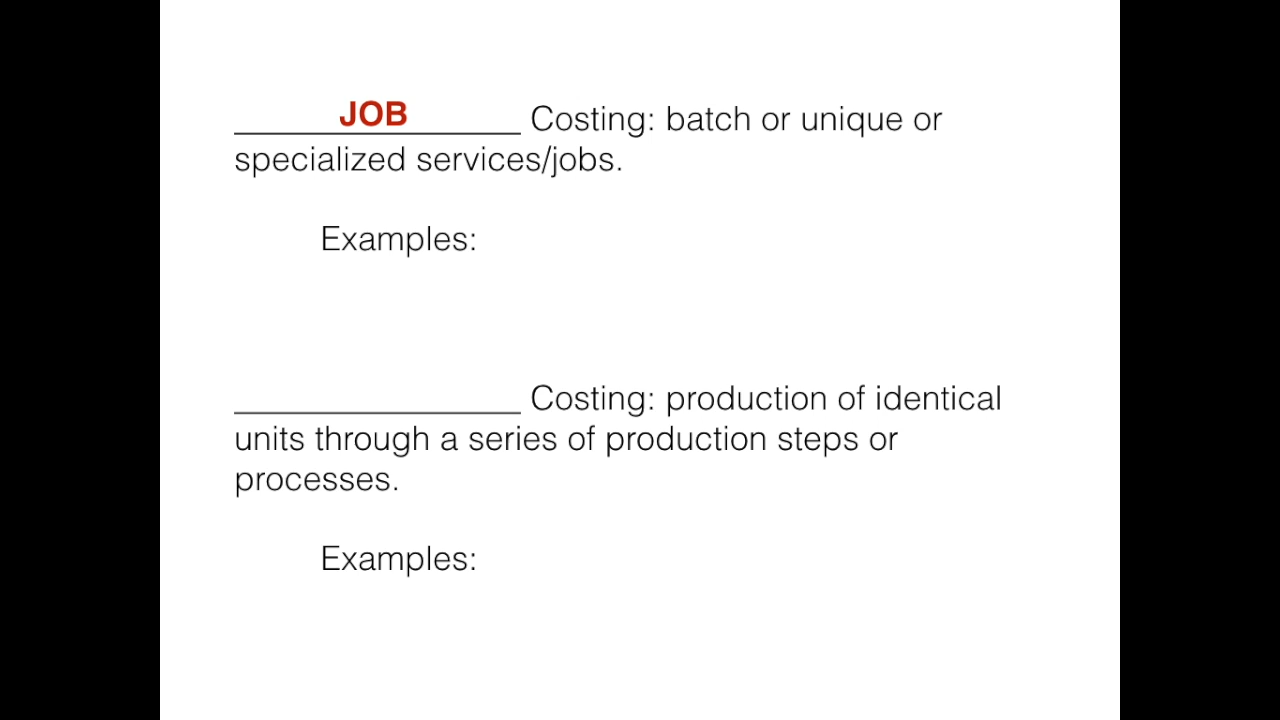 JOB Costing: batch or unique or
specialized services/jobs.
Examples:
Costing: production of identical
units through a series of production steps or
processes.
Examples: